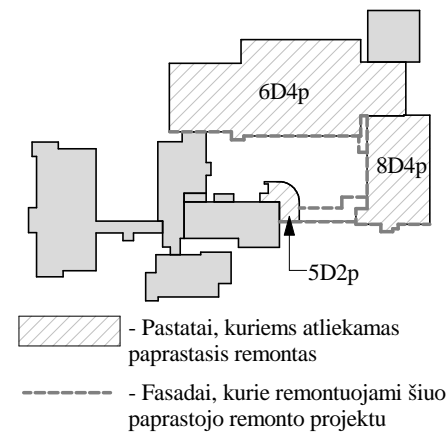 6D4p
8D4p
5D2p
- Pastatai, kuriems atliekamas
paprastasis remontas
- Fasadai, kurie remontuojami šiuo
paprastojo remonto projektu